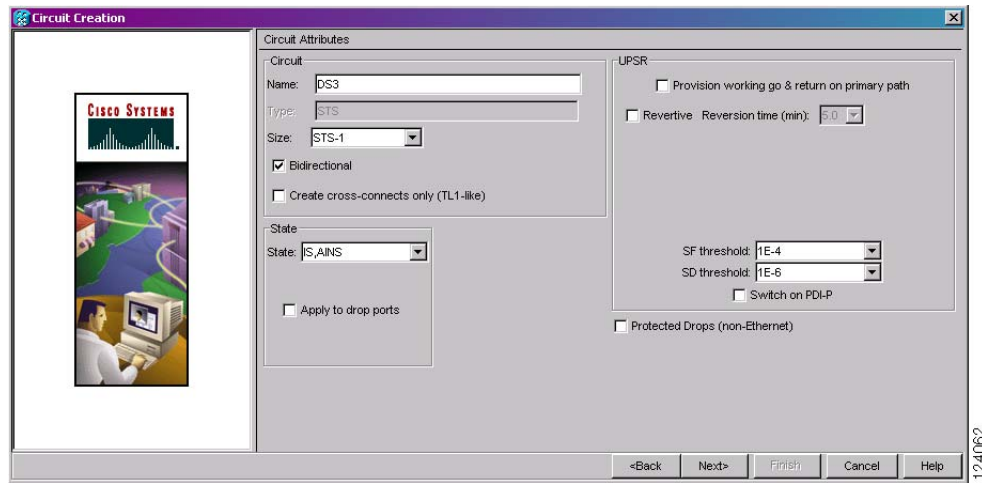 Circuit Creation
CISCO SYSTEMS
Circuit Attributes
Circuit
Name: DS3
Type: STS
Size: STS-1
Bidirectional
Create cross-connects only (TL1-like)
State
State: IS,AINS
Apply to drop ports
UPSR
Provision working go & return on primary path
Revertive Reversion time (min): 5.0
SF threshold: 1E-4
SD threshold: 1E-6
Switch on PDI-P
Protected Drops (non-Ethernet)
<Back Next> Finish Cancel Help
124062